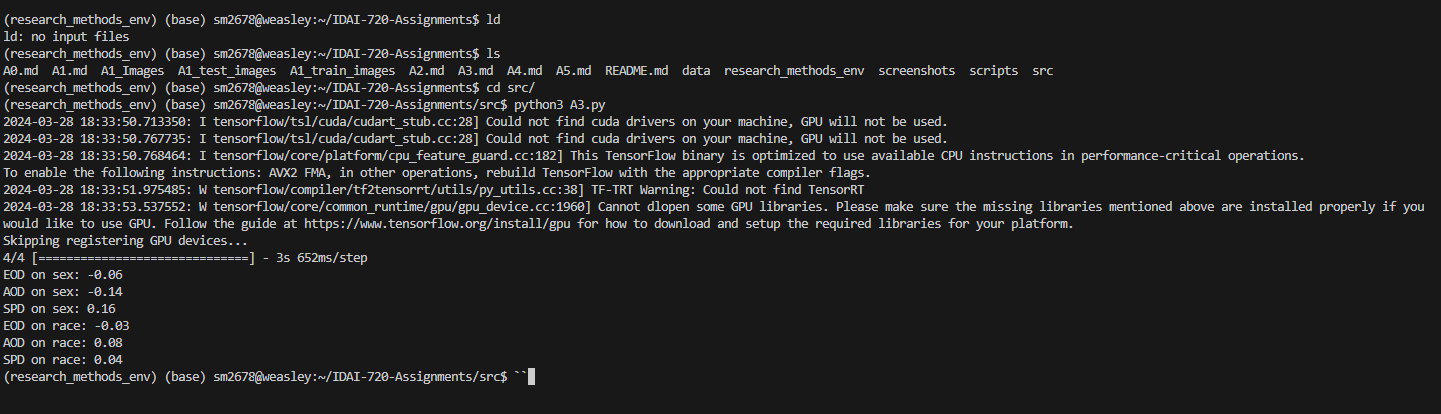 (research_methods_env) (base) sm2678@weasley:~/IDAI-720-Assignments$ ld
ld: no input files
(research_methods_env) (base) sm2678@weasley:~/IDAI-720-Assignments$ ls
A0.md  A1.md  A1_Images  A1_test_images  A1_train_images  A2.md  A3.md  A4.md  A5.md  README.md  data  research_methods_env  screenshots  scripts  src
(research_methods_env) (base) sm2678@weasley:~/IDAI-720-Assignments$ cd src/
(research_methods_env) (base) sm2678@weasley:~/IDAI-720-Assignments/src$ python3 A3.py
2024-03-28 18:33:50.713350: I tensorflow/tsl/cuda/cudart_stub.cc:28] Could not find cuda drivers on your machine, GPU will not be used.
2024-03-28 18:33:50.767735: I tensorflow/tsl/cuda/cudart_stub.cc:28] Could not find cuda drivers on your machine, GPU will not be used.
2024-03-28 18:33:50.768464: I tensorflow/core/platform/cpu_feature_guard.cc:182] This TensorFlow binary is optimized to use available CPU instructions in performance-critical operations.
To enable the following instructions: AVX2 FMA, in other operations, rebuild TensorFlow with the appropriate compiler flags.
2024-03-28 18:33:51.975485: W tensorflow/compiler/tf2tensorrt/utils/py_utils.cc:38] TF-TRT Warning: Could not find TensorRT
2024-03-28 18:33:53.537552: W tensorflow/core/common_runtime/gpu/gpu_device.cc:1960] Cannot dlopen some GPU libraries. Please make sure the missing libraries mentioned above are installed properly if you
would like to use GPU. Follow the guide at https://www.tensorflow.org/install/gpu for how to download and setup the required libraries for your platform.
Skipping registering GPU devices...
4/4 [==============================] - 3s 652ms/step
EOD on sex: -0.06
AOD on sex: -0.14
SPD on sex: 0.16
EOD on race: -0.03
AOD on race: 0.08
SPD on race: 0.04
(research_methods_env) (base) sm2678@weasley:~/IDAI-720-Assignments/src$ ``